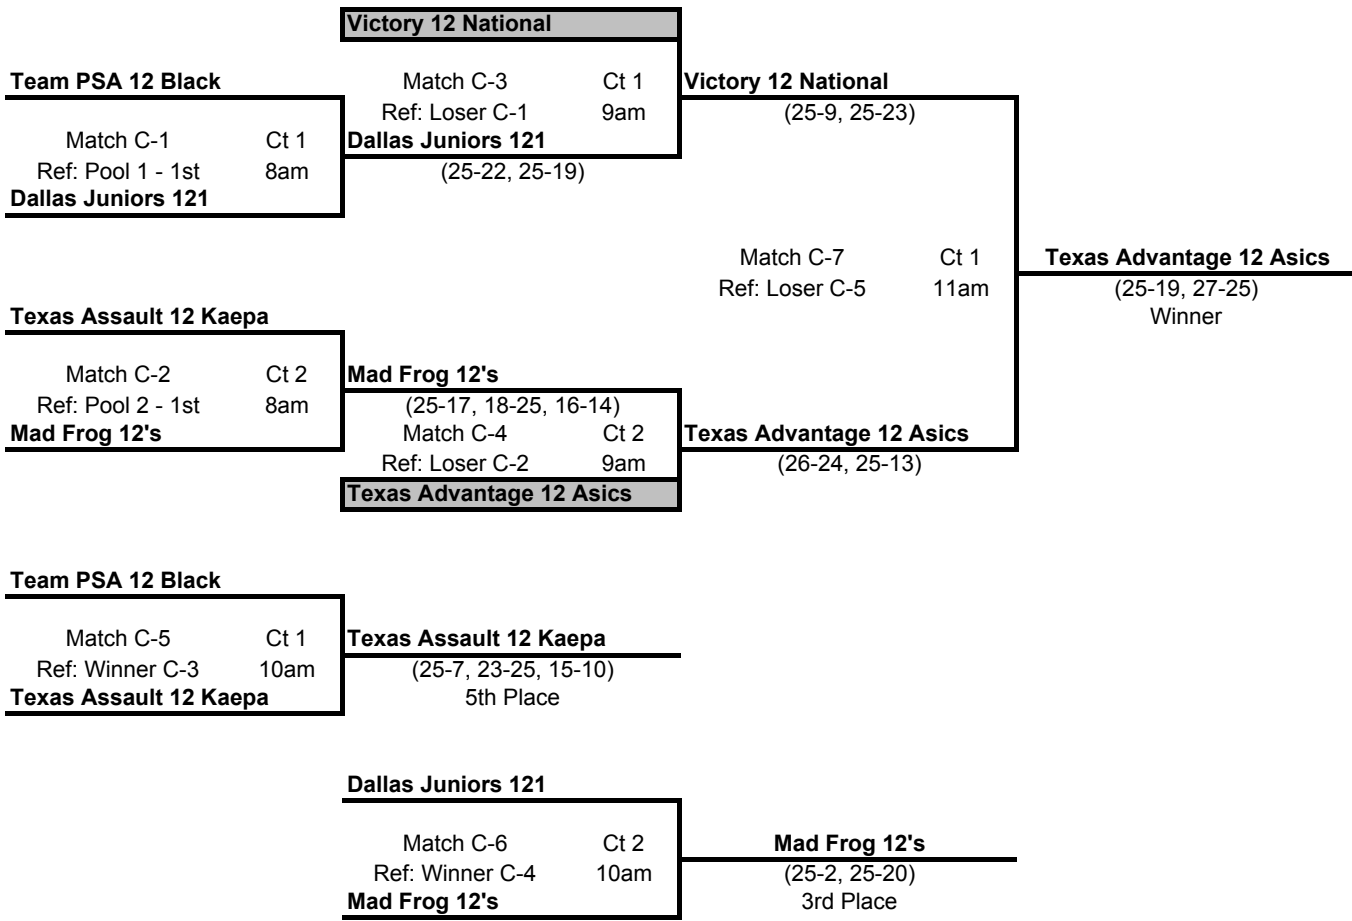 Victory 12 National
Team PSA 12 Black
Match C-3 Ct 1
Victory 12 National
Ref: Loser C-1 9am
(25-9, 25-23)
Match C-1 Ct 1
Dallas Juniors 121
Ref: Pool 1 - 1st 8am
(25-22, 25-19)
Dallas Juniors 121
Match C-7 Ct 1
Texas Advantage 12 Asics
Ref: Loser C-5 11am
(25-19, 27-25)
Texas Assault 12 Kaepa
Winner
Match C-2 Ct 2
Mad Frog 12's
Ref: Pool 2 - 1st 8am
(25-17, 18-25, 16-14)
Mad Frog 12's
Match C-4 Ct 2
Texas Advantage 12 Asics
Ref: Loser C-2 9am
(26-24, 25-13)
Texas Advantage 12 Asics
Team PSA 12 Black
Match C-5 Ct 1
Texas Assault 12 Kaepa
Ref: Winner C-3 10am
(25-7, 23-25, 15-10)
Texas Assault 12 Kaepa
5th Place
Dallas Juniors 121
Match C-6 Ct 2
Mad Frog 12's
Ref: Winner C-4 10am
(25-2, 25-20)
Mad Frog 12's
3rd Place